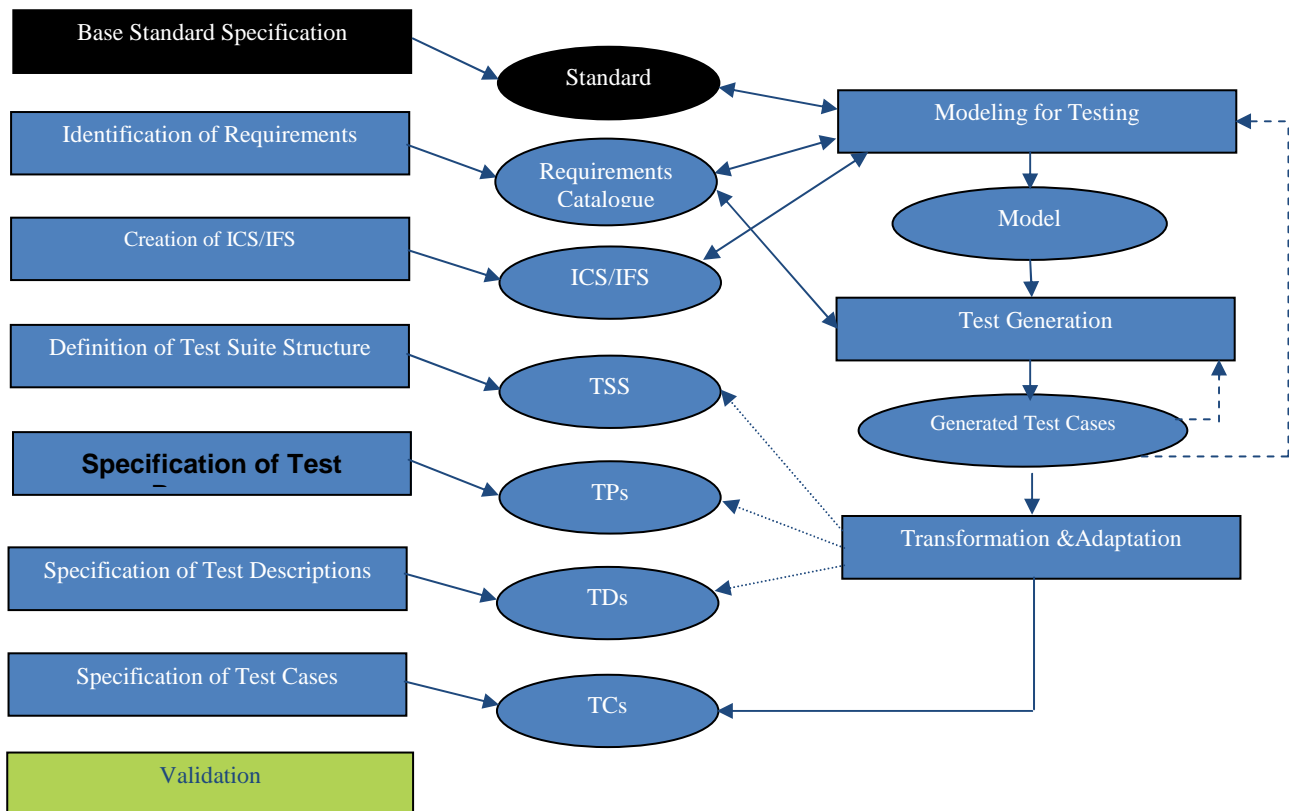 Base Standard Specification
Standard
Modeling for Testing
Identification of Requirements
Requirements
Catalogue
Model
Creation of ICS/IFS
ICS/IFS
Test Generation
Definition of Test Suite Structure
TSS
Generated Test Cases
Specification of Test
TPs
Transformation &Adaptation
Specification of Test Descriptions
TDs
Specification of Test Cases
TCs
Validation